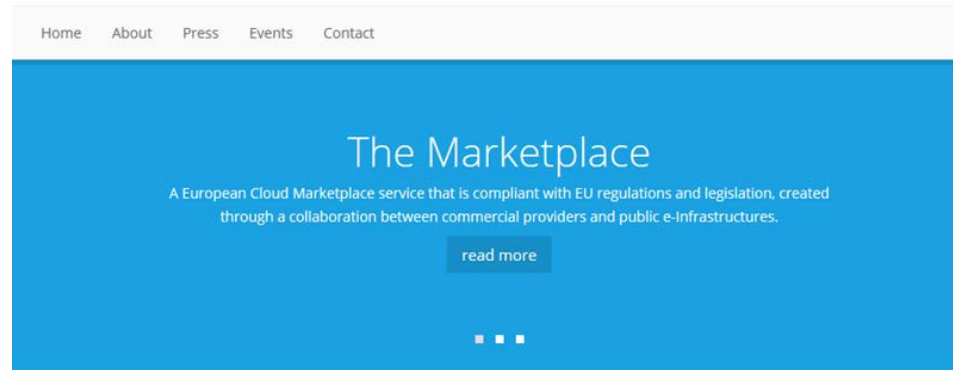 Home About Press Events Contact
The Marketplace
A European Cloud Marketplace service that is compliant with EU regulations and legislation, created
through a collaboration between commercial providers and public e-Infrastructures.
read more